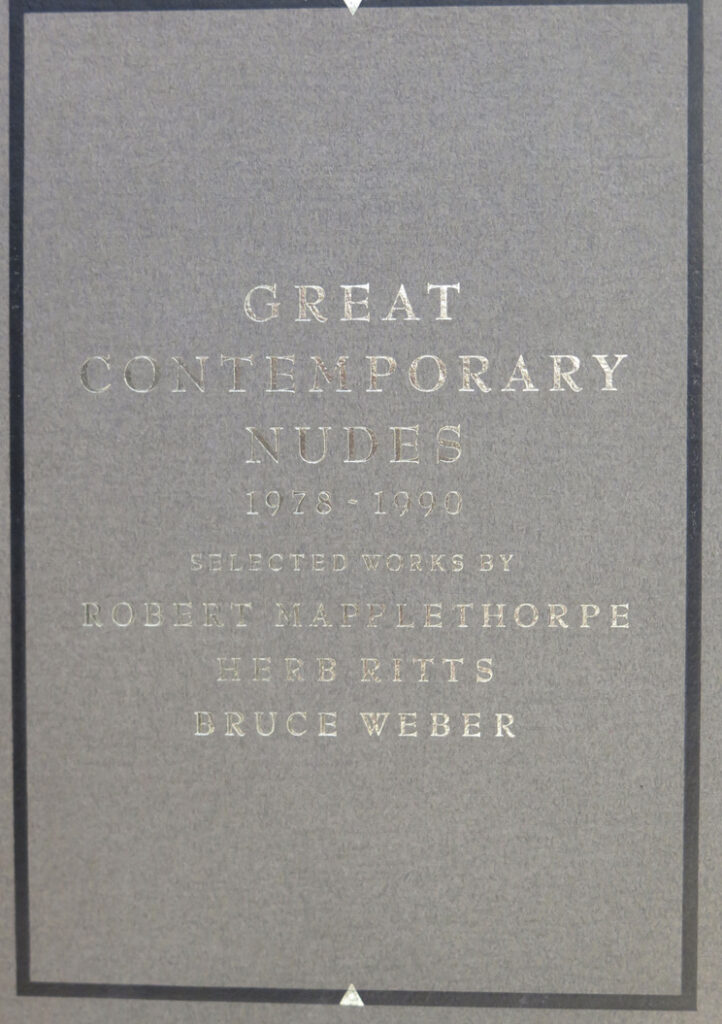 GREAT
CONTEMPORARY
NUDES
1978-1990
SELECTED WORKS BY
ROBERT MAPPLETHORPE
HERB RITTS
BRUCE WEBER